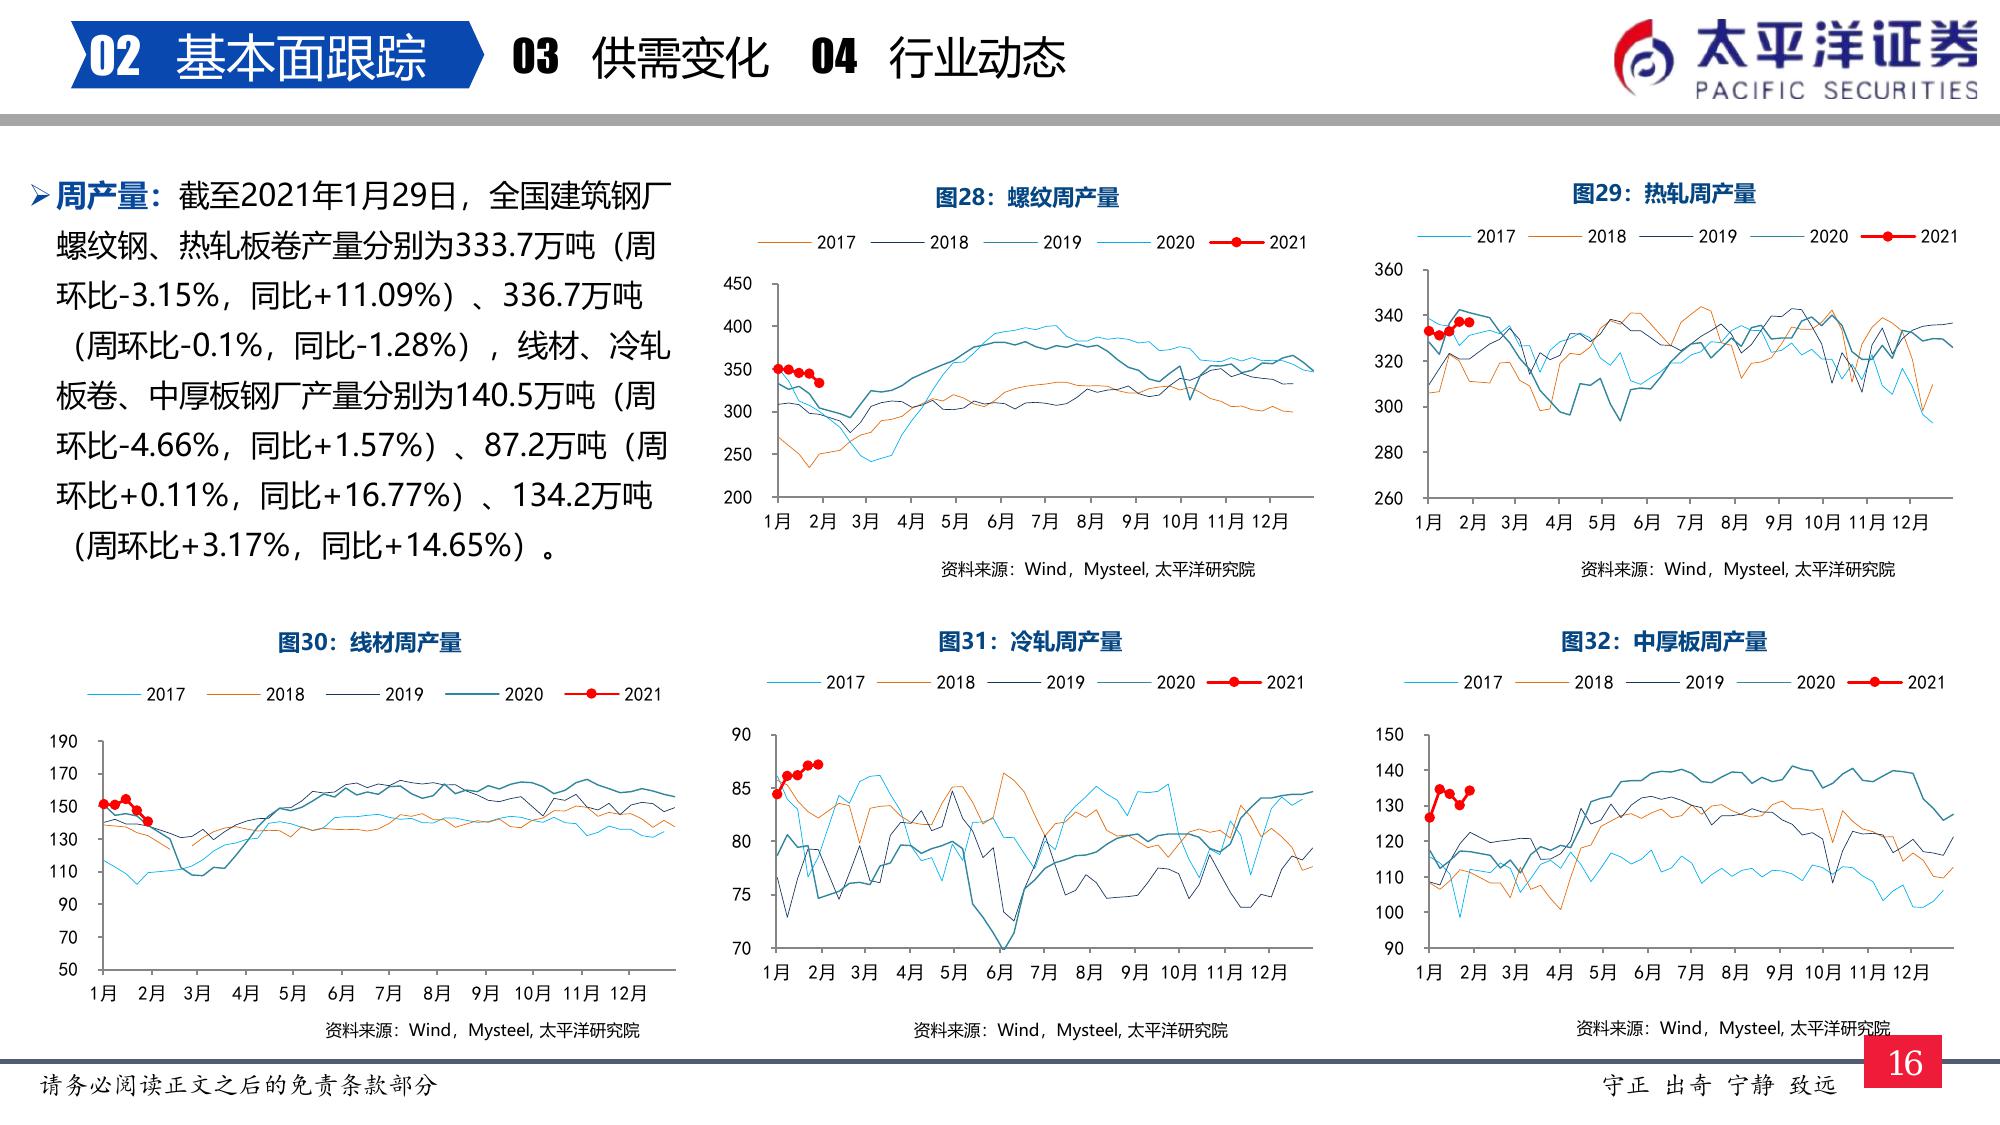 02 基本面跟踪 03 供需变化 04 行业动态
太平洋证券
PACIFIC SECURITIES
➢周产量：截至2021年1月29日，全国建筑钢厂
螺纹钢、热轧板卷产量分别为333.7万吨（周
环比-3.15%，同比+11.09%）、336.7万吨
（周环比-0.1%，同比-1.28%），线材、冷轧
板卷、中厚板钢厂产量分别为140.5万吨（周
环比-4.66%，同比+1.57%）、87.2万吨（周
环比+0.11%，同比+16.77%）、134.2万吨
（周环比+3.17%，同比+14.65%）。
图28：螺纹周产量
2017 2018 2019 2020 2021
450
400
350
300
250
200
1月 2月 3月 4月 5月 6月 7月 8月 9月 10月 11月 12月
资料来源：Wind，Mysteel, 太平洋研究院
图29：热轧周产量
2017 2018 2019 2020 2021
360
340
320
300
280
260
1月 2月 3月 4月 5月 6月 7月 8月 9月 10月 11月 12月
资料来源：Wind，Mysteel, 太平洋研究院
图30：线材周产量
2017 2018 2019 2020 2021
190
170
150
130
110
90
70
50
1月 2月 3月 4月 5月 6月 7月 8月 9月 10月 11月 12月
资料来源：Wind，Mysteel, 太平洋研究院
图31：冷轧周产量
2017 2018 2019 2020 2021
90
85
80
75
70
1月 2月 3月 4月 5月 6月 7月 8月 9月 10月 11月 12月
资料来源：Wind，Mysteel, 太平洋研究院
图32：中厚板周产量
2017 2018 2019 2020 2021
150
140
130
120
110
100
90
1月 2月 3月 4月 5月 6月 7月 8月 9月 10月 11月 12月
资料来源：Wind，Mysteel, 太平洋研究院
请务必阅读正文之后的免责条款部分
守正 出奇 宁静 致远
16